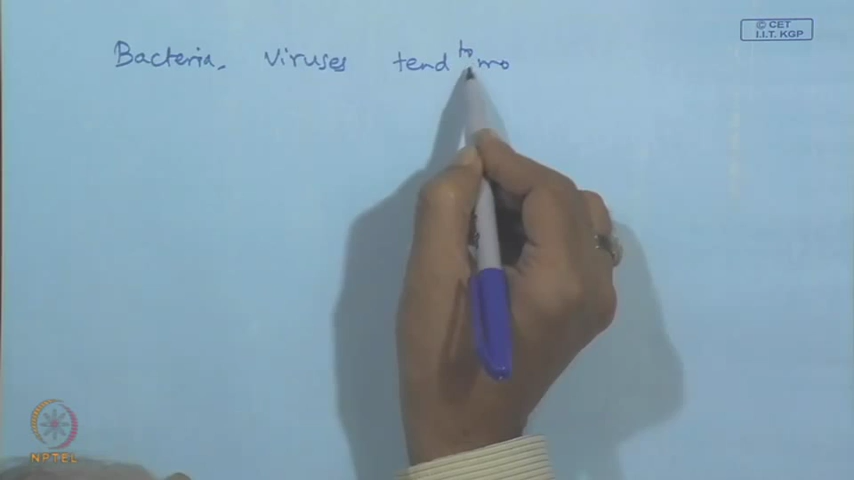 © CET
I.I.T. KGP
Bacteria, viruses tend to mo
NPTEL